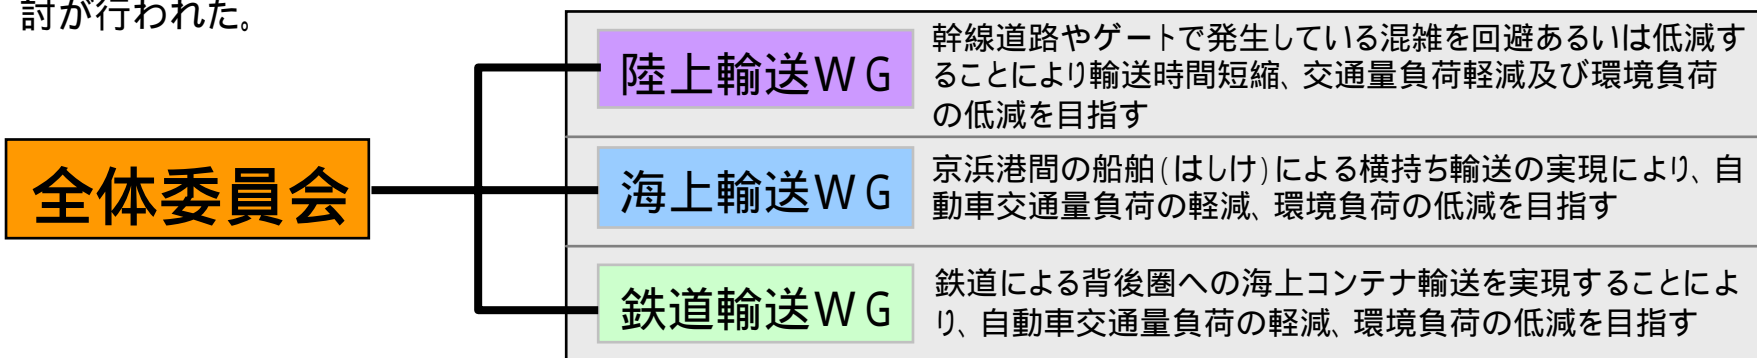 討が行われた。
陸上輸送WG
幹線道路やゲートで発生している混雑を回避あるいは低減す
ることにより輸送時間短縮、交通量負荷軽減及び環境負荷
の低減を目指す
全体委員会
海上輸送WG
京浜港間の船舶(はしけ)による横持ち輸送の実現により、自
動車交通量負荷の軽減、環境負荷の低減を目指す
鉄道輸送WG
鉄道による背後圏への海上コンテナ輸送を実現することによ
り、自動車交通量負荷の軽減、環境負荷の低減を目指す